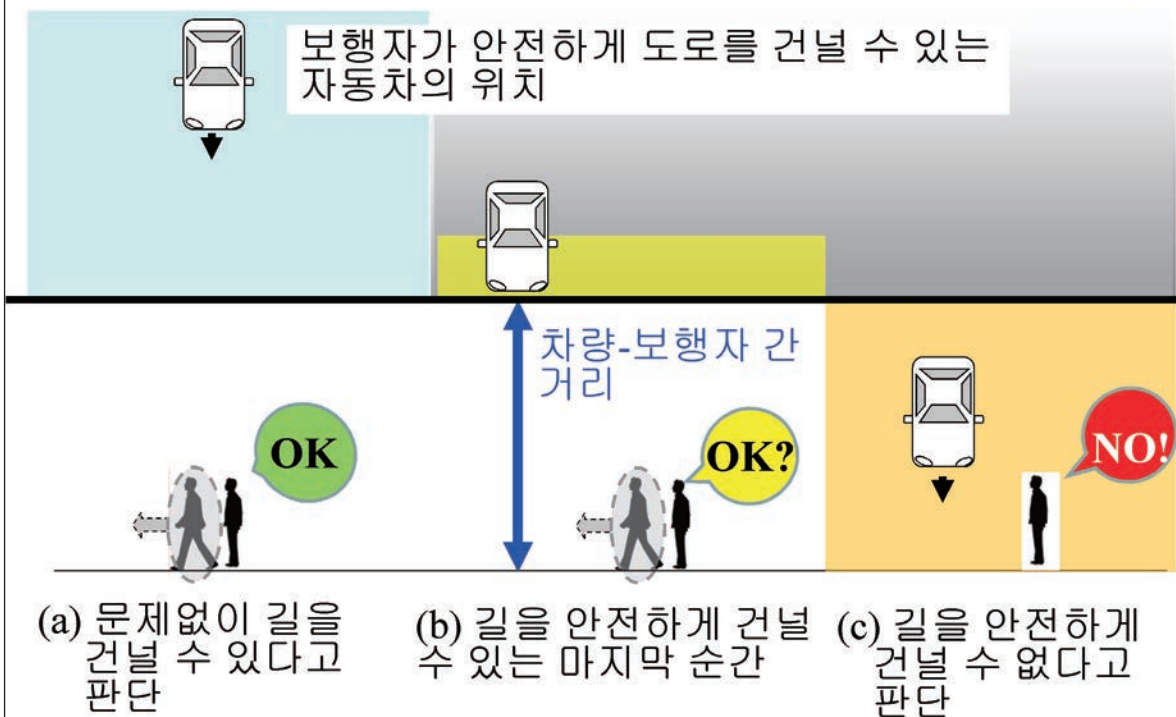 보행자가 안전하게 도로를 건널 수 있는
자동차의 위치
차량-보행자 간
거리
OK
OK?
NO!
(a) 문제없이 길을
건널 수 있다고
판단
(b) 길을 안전하게 건널
수 있는 마지막 순간
(c) 길을 안전하게
건널 수 없다고
판단